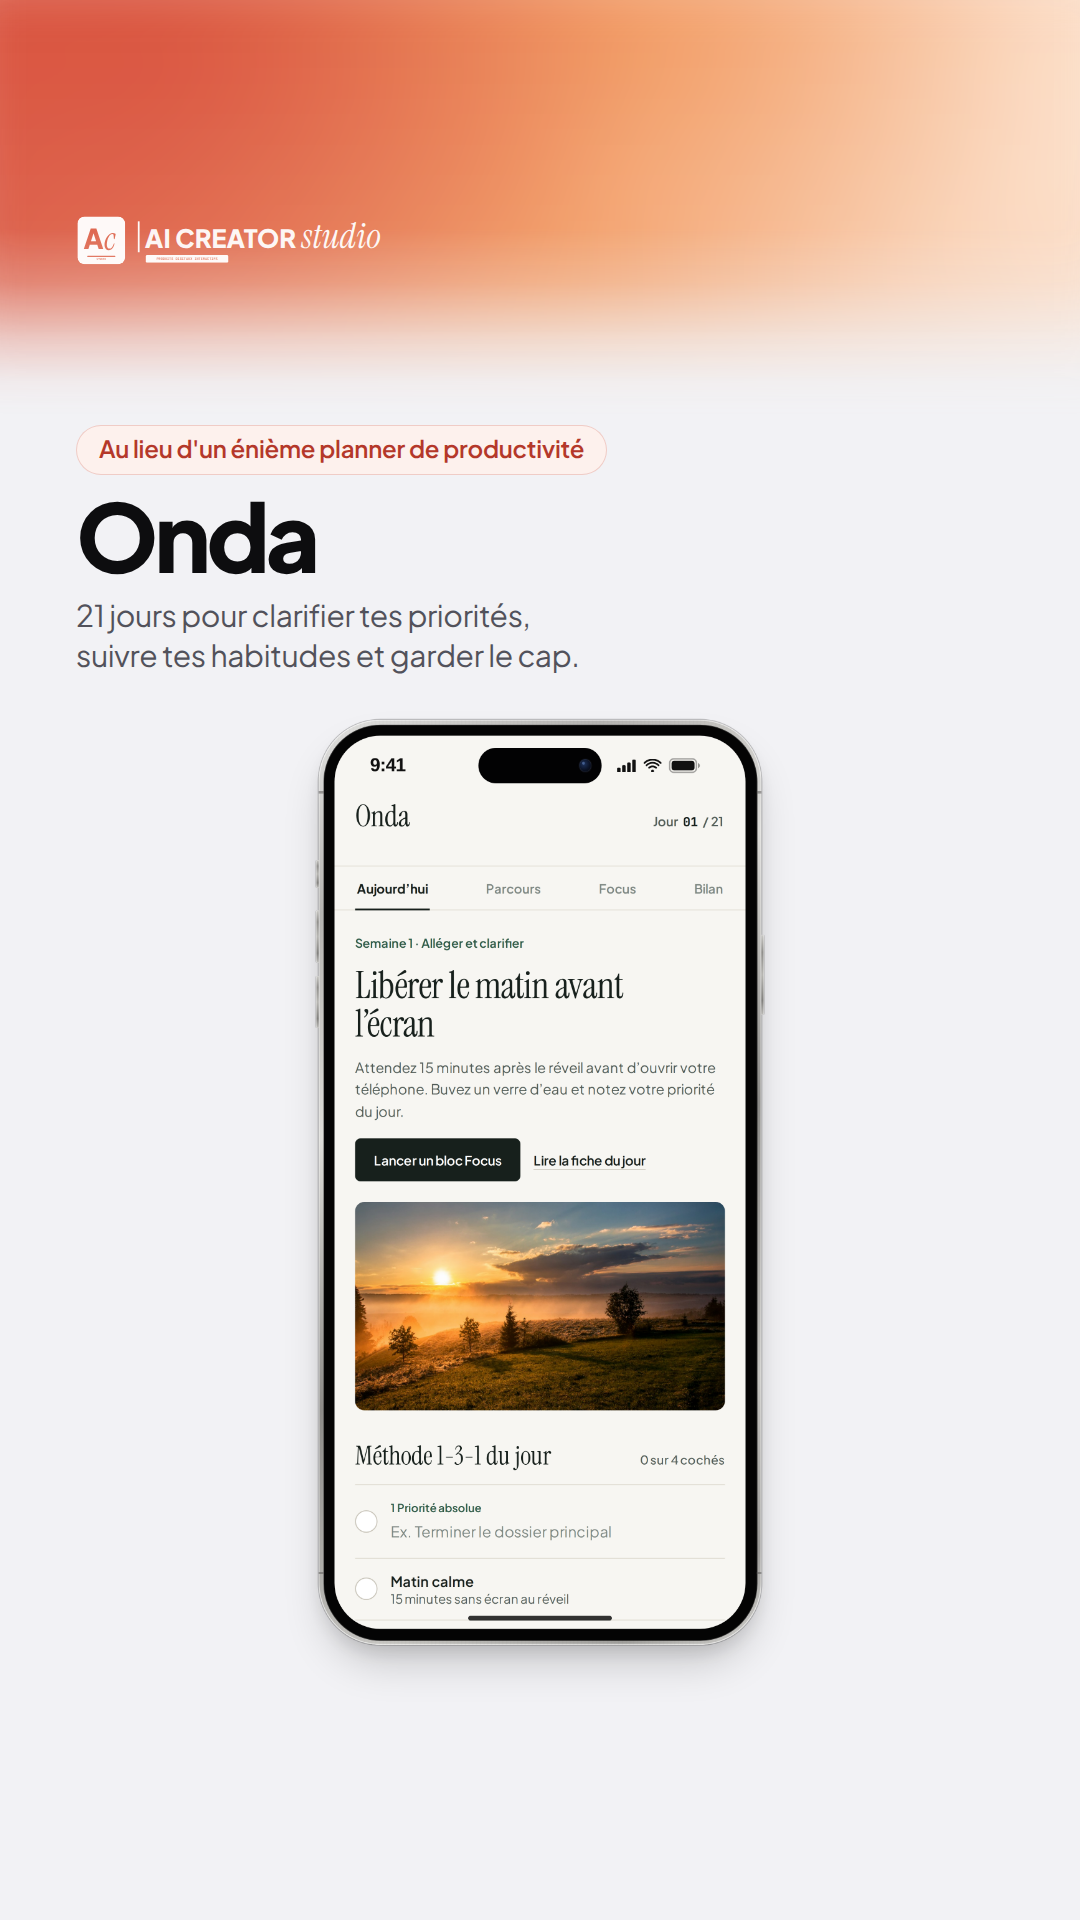 Ac
AI CREATOR studio
PRODUITS DIGITAUX INTERACTIFS
Au lieu d'un énième planner de productivité
Onda
21 jours pour clarifier tes priorités,
suivre tes habitudes et garder le cap.
9:41
Onda
Jour 01 / 21
Aujourd’hui Parcours Focus Bilan
Semaine 1 · Alléger et clarifier
Libérer le matin avant
l’écran
Attendez 15 minutes après le réveil avant d’ouvrir votre
téléphone. Buvez un verre d’eau et notez votre priorité
du jour.
Lancer un bloc Focus Lire la fiche du jour
Méthode 1-3-1 du jour
0 sur 4 cochés
1 Priorité absolue
Ex. Terminer le dossier principal
Matin calme
15 minutes sans écran au réveil